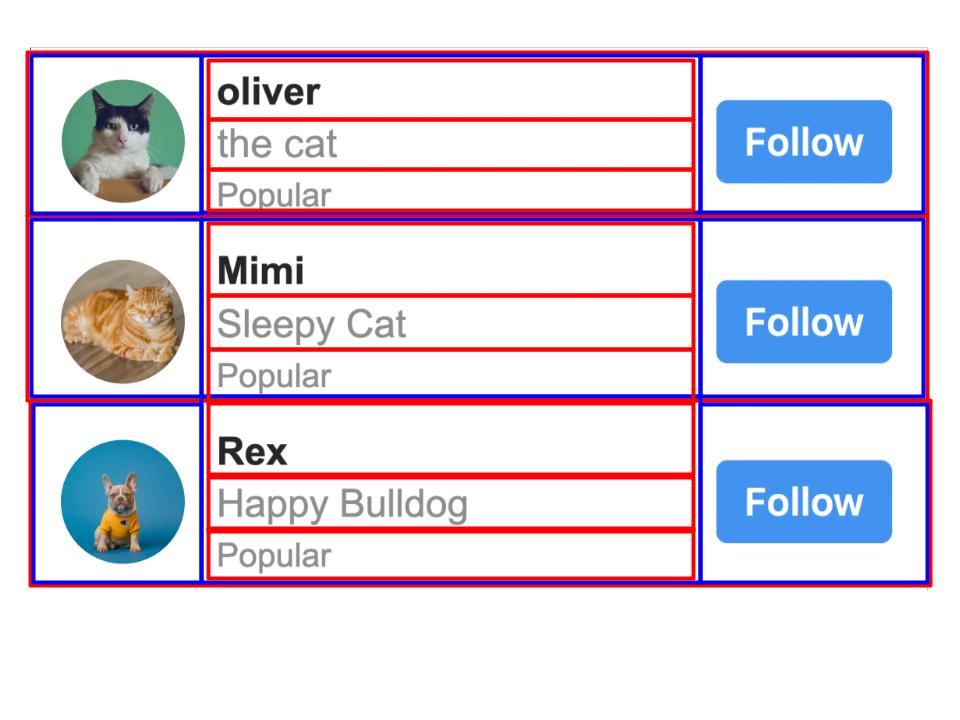 oliver
the cat
Popular
Follow
Mimi
Sleepy Cat
Popular
Follow
Rex
Happy Bulldog
Popular
Follow